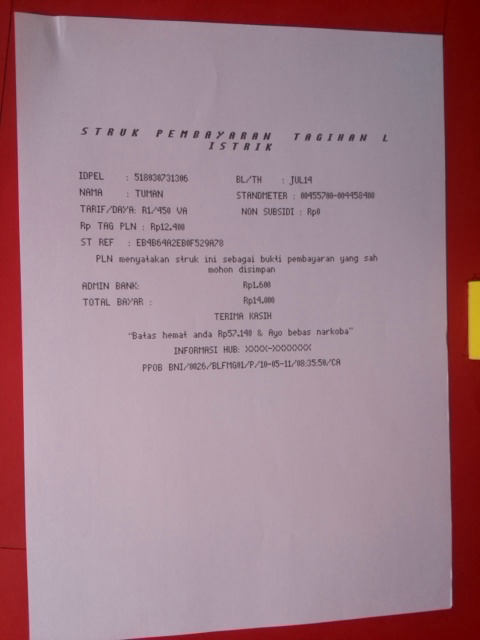 STRUK PEMBAYARAN TAGIHAN L
ISTRIK
IDPEL : 518030731306 BL/TH : JUL14
NAMA : TUMAN STANDMETER : 00455700-004458400
TARIF/DAYA: R1/450 VA NON SUBSIDI : Rp0
Rp TAG PLN : Rp12.400
ST REF : EB4B64A2EB0F529A78
PLN menyatakan struk ini sebagai bukti pembayaran yang sah
mohon disimpan
ADMIN BANK: Rp1.600
TOTAL BAYAR : Rp14.000
TERIMA KASIH
"Batas hemat anda Rp57.140 & Ayo bebas narkoba"
INFORMASI HUB: XXXX-XXXXXXX
PPOB BNI/0026/BLFMG01/P/10-05-11/08:35:50/CA